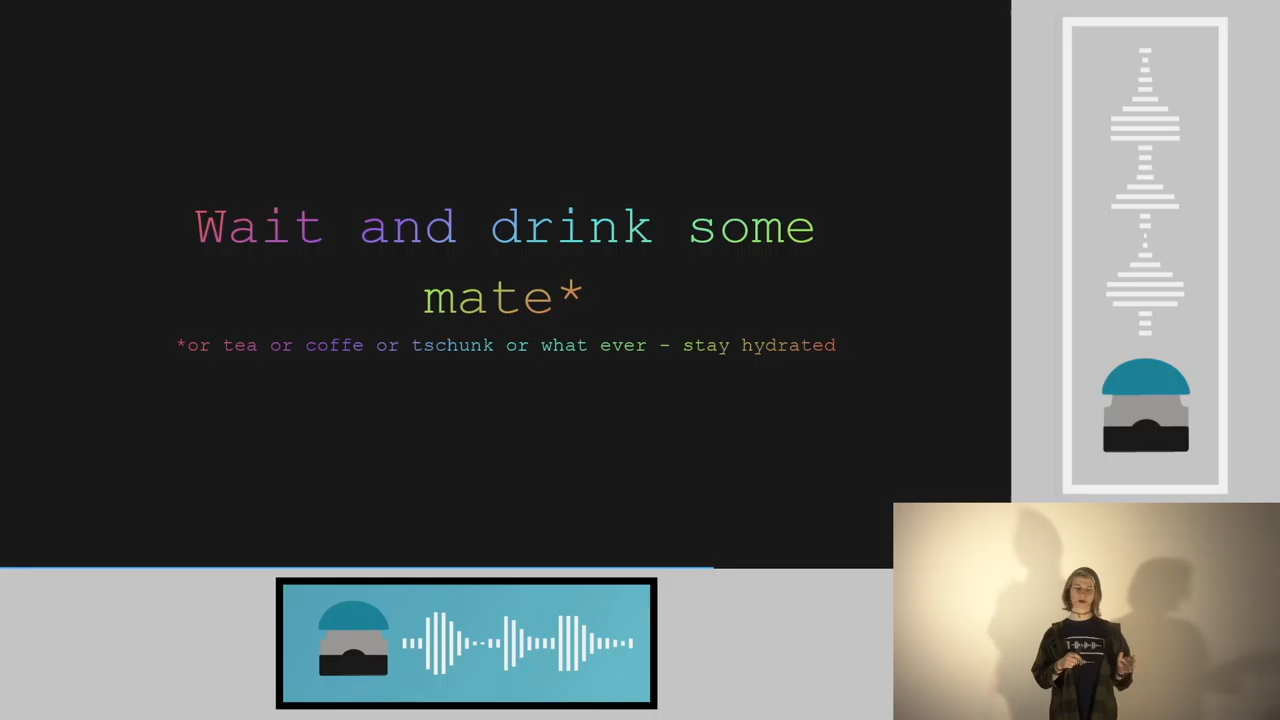 Wait and drink some
mate*
*or tea or coffe or tschunk or what ever - stay hydrated